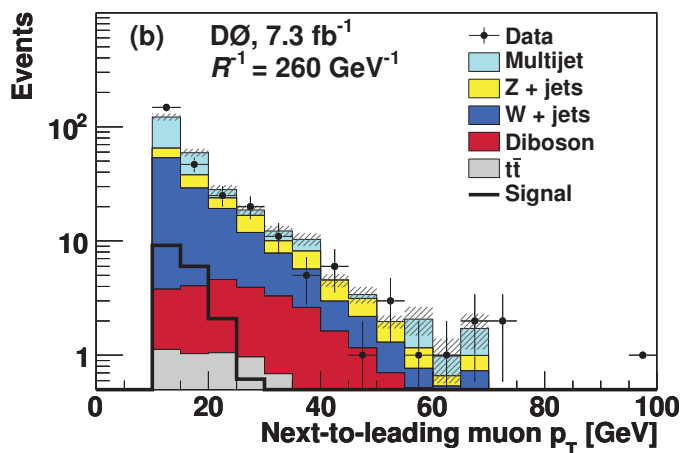 (b) DØ, 7.3 fb⁻¹
R⁻¹ = 260 GeV⁻¹
Data
Multijet
Z + jets
W + jets
Diboson
tt̄
Signal
Events
10²
10
1
0 20 40 60 80 100
Next-to-leading muon p_T [GeV]